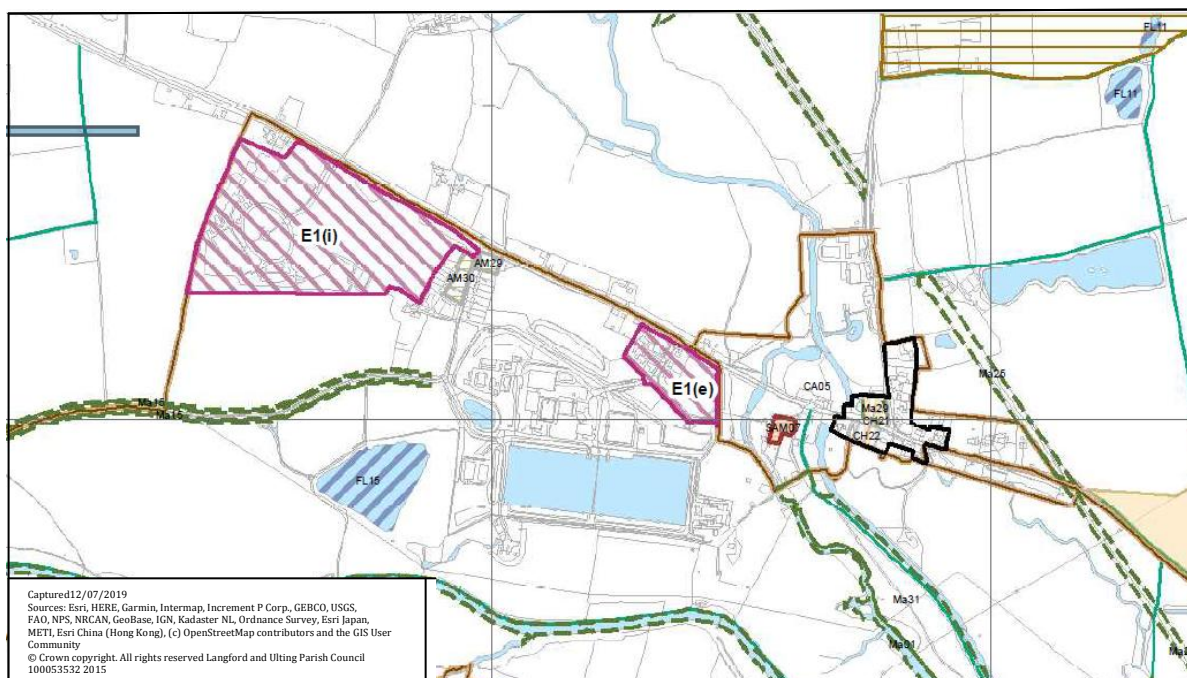 FL11
FL11
E1(i)
AM29
AM30
E1(e)
CA05
Ma25
Ma29
CH21
CH22
SAM07
Ma16
Ma15
FL15
Ma31
Ma31
Captured12/07/2019
Sources: Esri, HERE, Garmin, Intermap, Increment P Corp., GEBCO, USGS,
FAO, NPS, NRCAN, GeoBase, IGN, Kadaster NL, Ordnance Survey, Esri Japan,
METI, Esri China (Hong Kong), (c) OpenStreetMap contributors and the GIS User
Community
© Crown copyright. All rights reserved Langford and Ulting Parish Council
100053532 2015